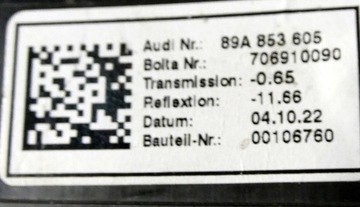 Audi Nr.: 89A 853 605
Bolta Nr.: 706910090
Transmission: -0.65
Reflextion: -11.66
Datum: 04.10.22
Bauteil-Nr.: 00106760